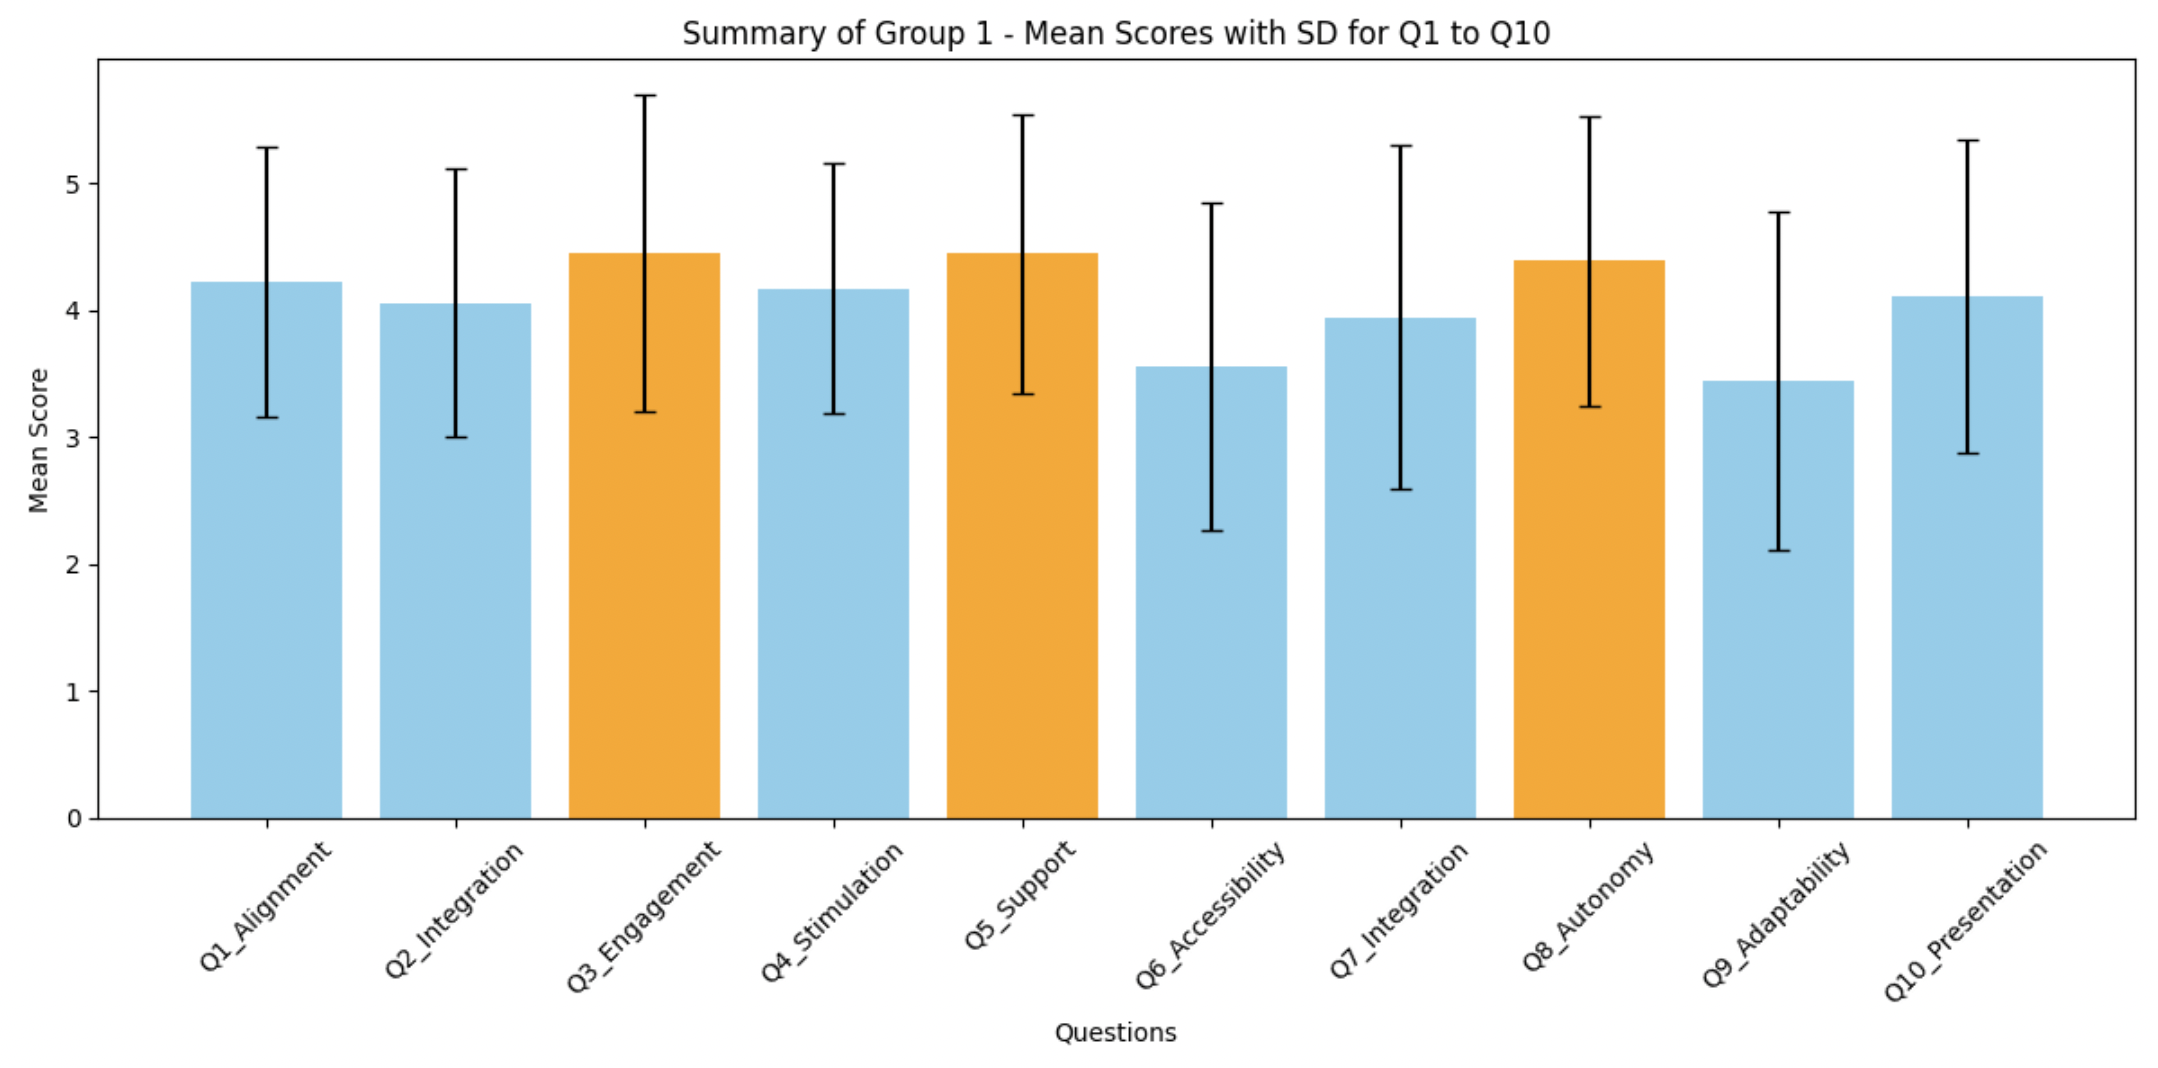 Summary of Group 1 - Mean Scores with SD for Q1 to Q10
Mean Score
5
4
3
2
1
0
Q1_Alignment
Q2_Integration
Q3_Engagement
Q4_Stimulation
Q5_Support
Q6_Accessibility
Q7_Integration
Q8_Autonomy
Q9_Adaptability
Q10_Presentation
Questions